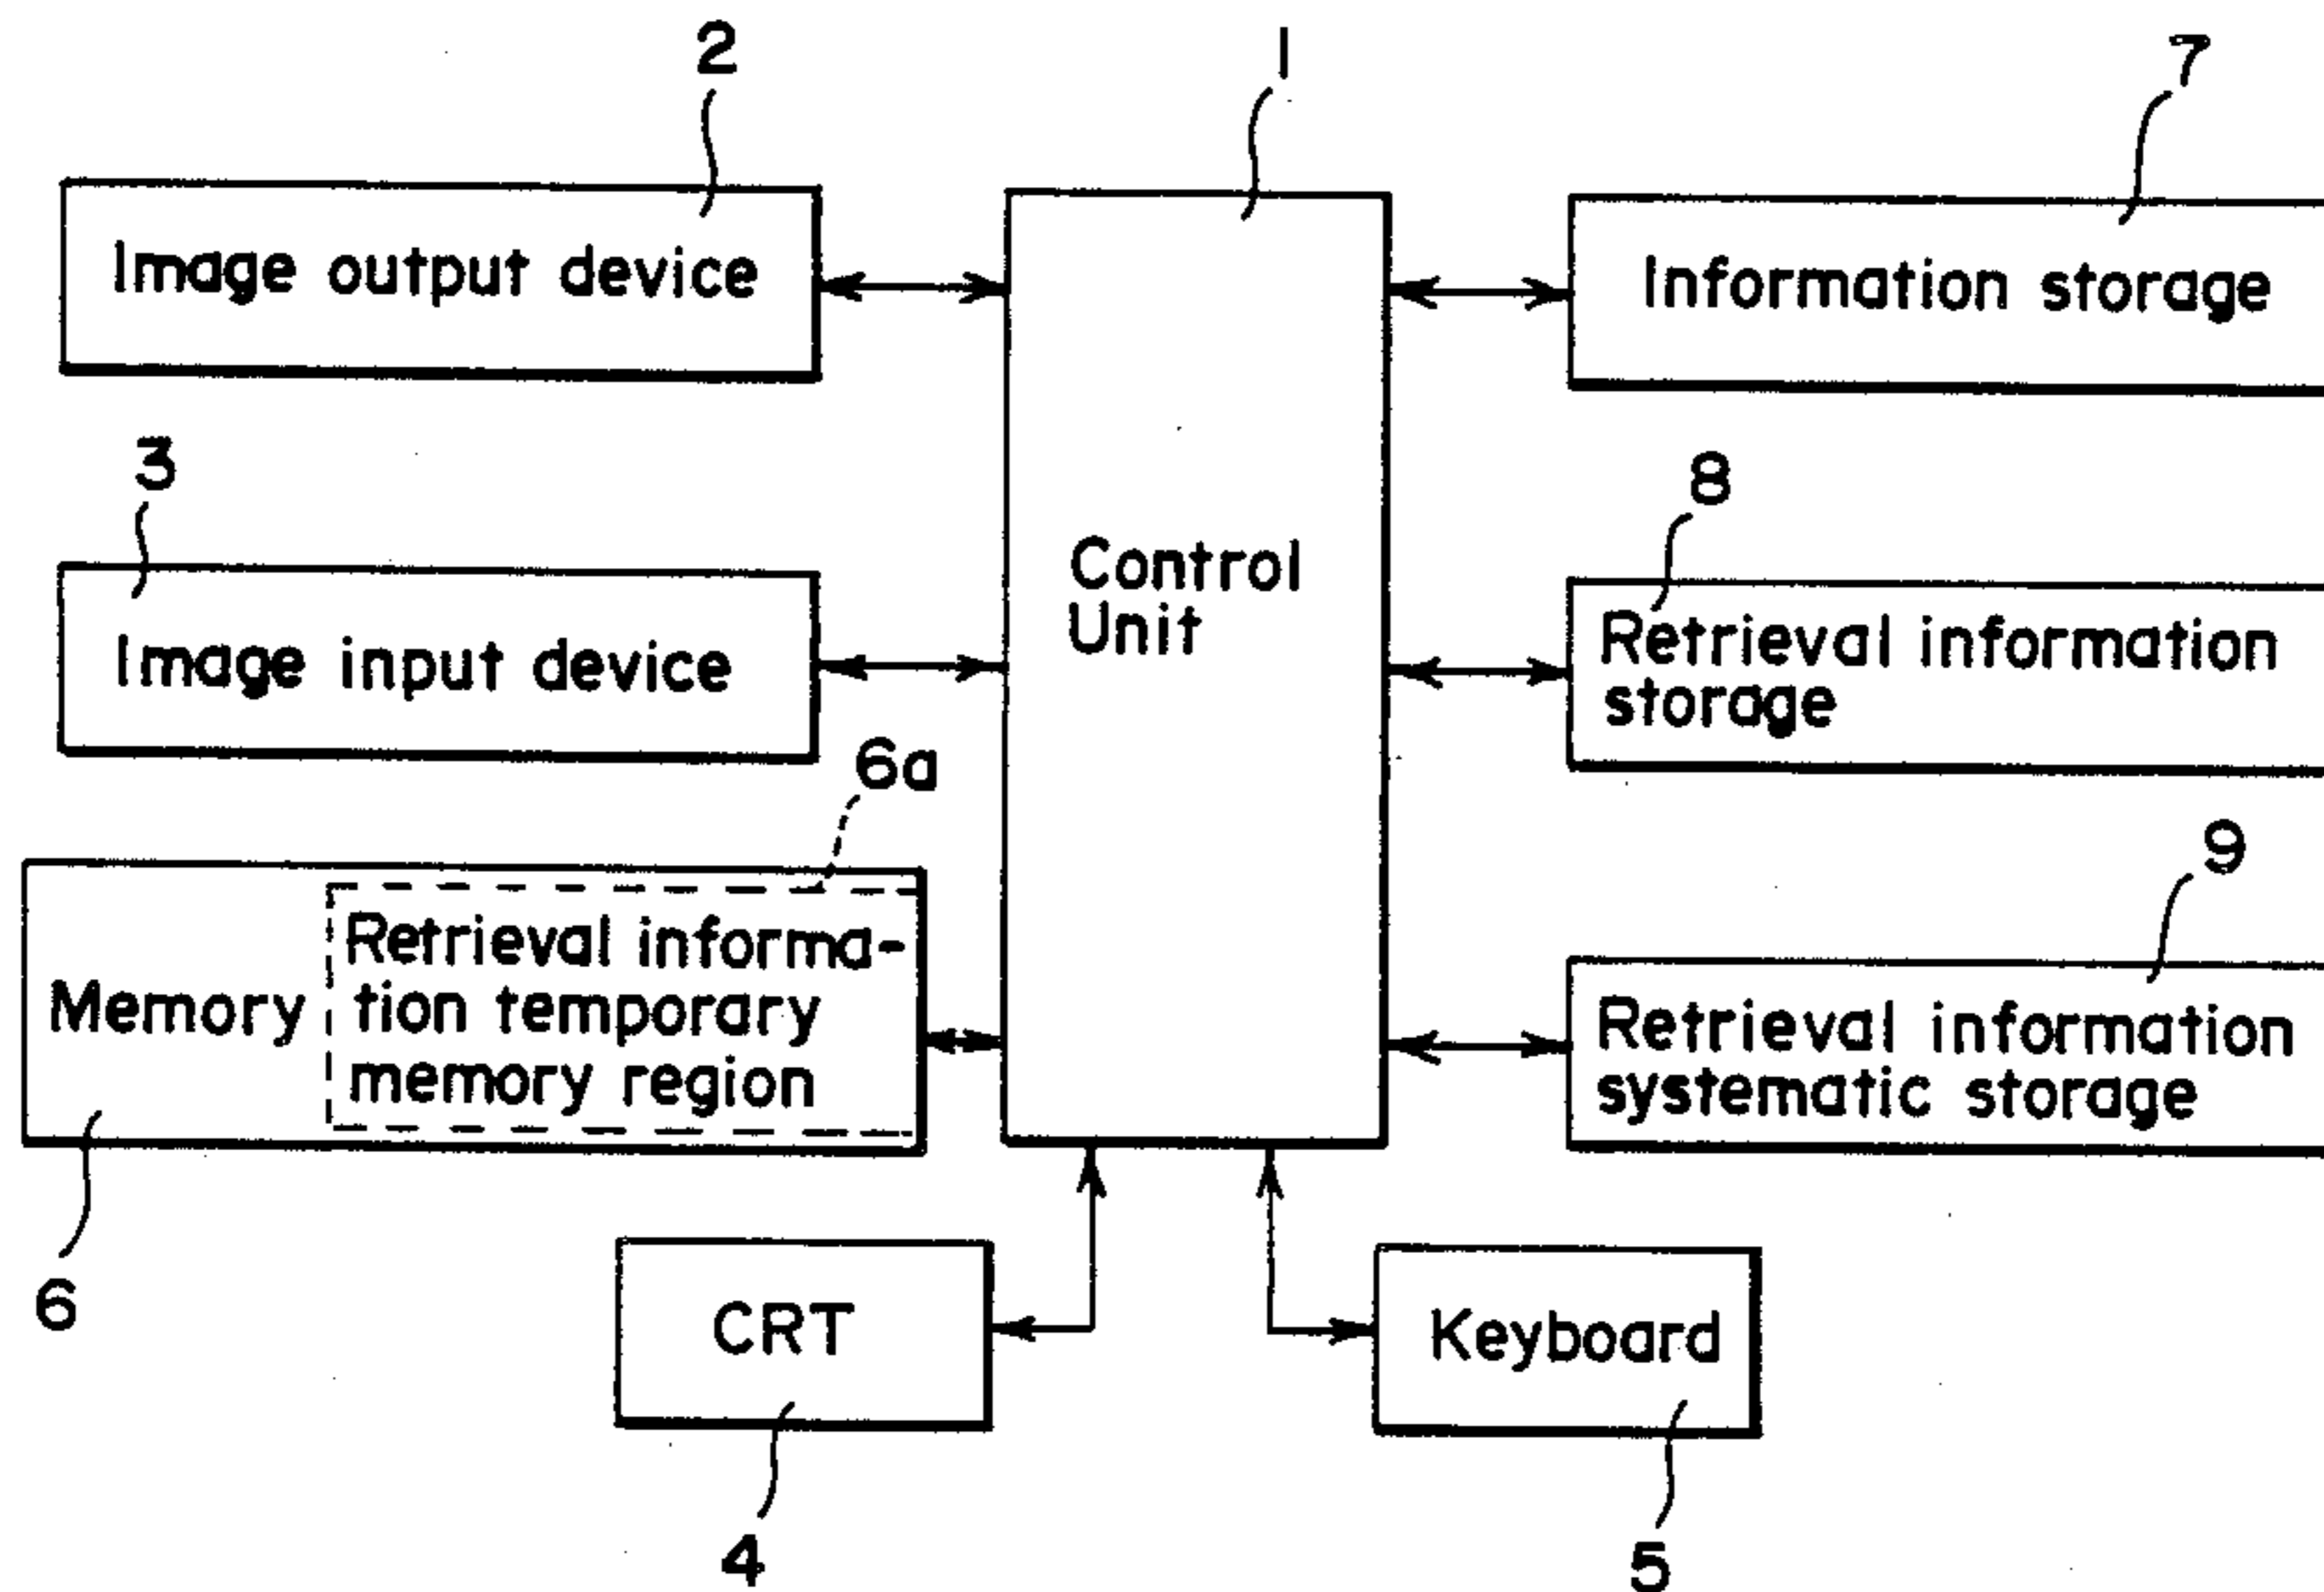 2
1
7
Image output device
Information storage
3
8
Control
Unit
Image input device
Retrieval information
storage
6a
9
Memory
Retrieval informa-
tion temporary
memory region
Retrieval information
systematic storage
6
CRT
Keyboard
4
5